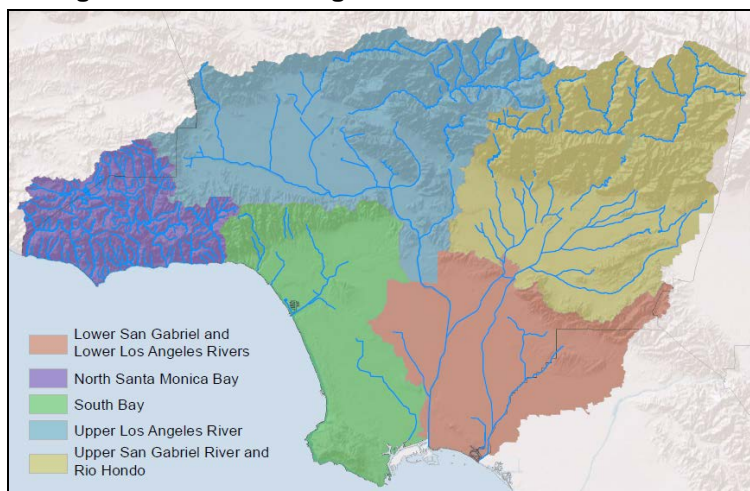 Lower San Gabriel and
Lower Los Angeles Rivers
North Santa Monica Bay
South Bay
Upper Los Angeles River
Upper San Gabriel River and
Rio Hondo